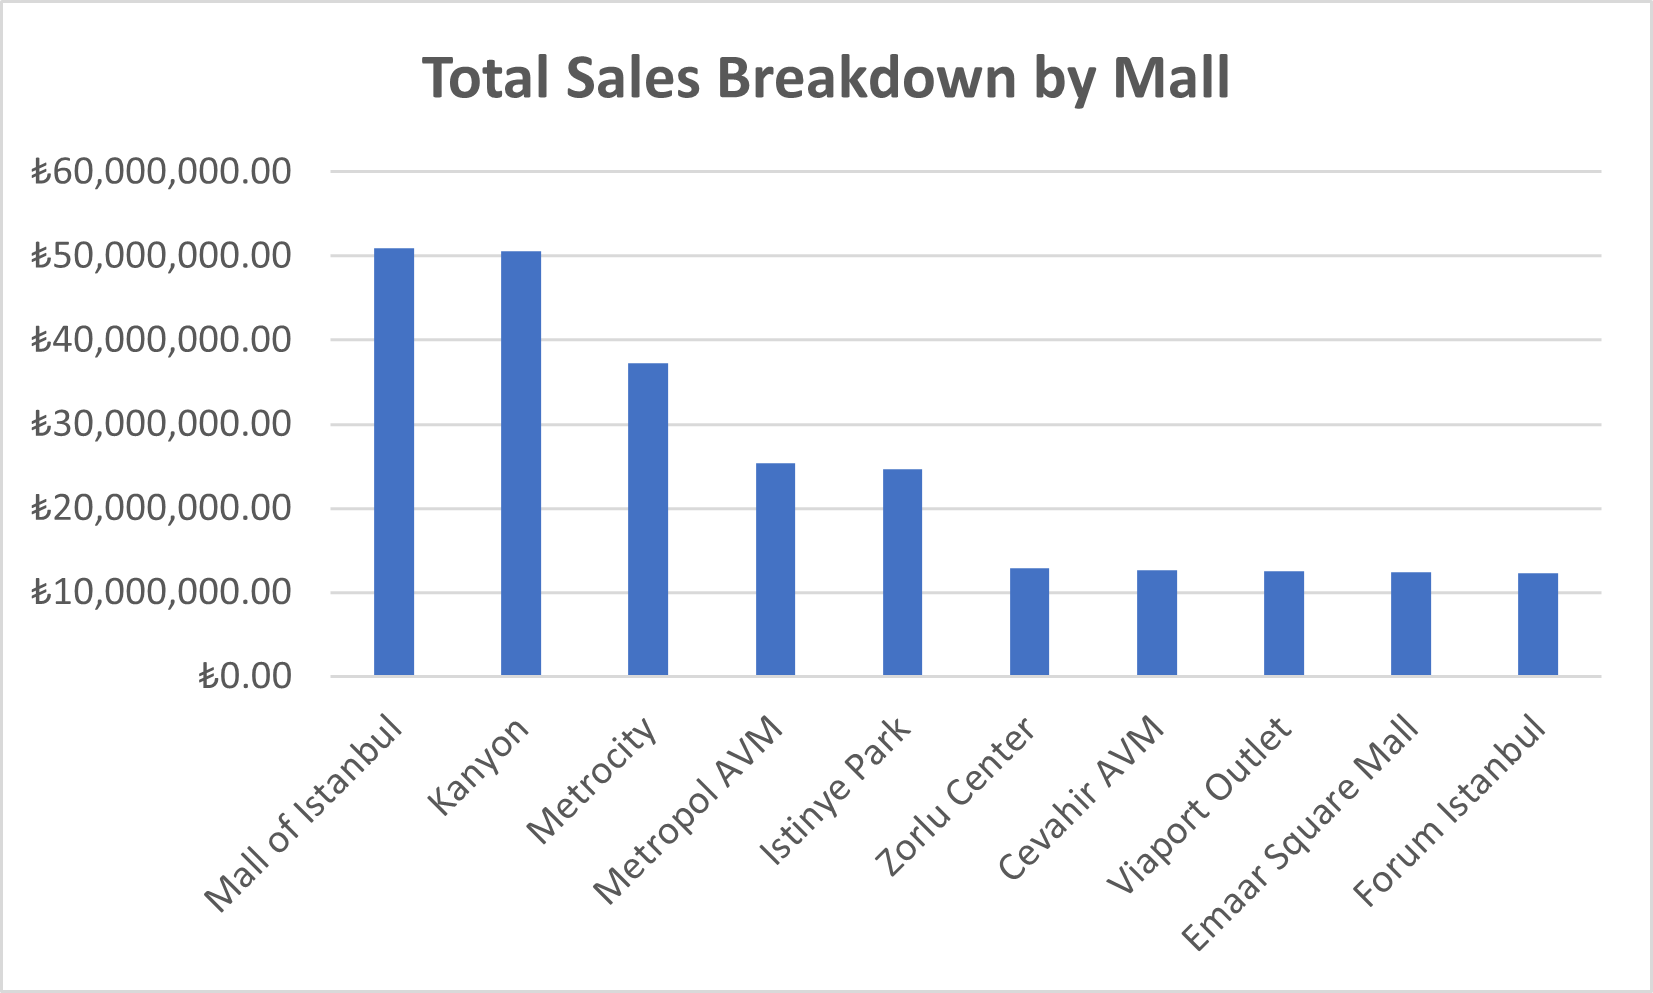 Total Sales Breakdown by Mall
₺60,000,000.00
₺50,000,000.00
₺40,000,000.00
₺30,000,000.00
₺20,000,000.00
₺10,000,000.00
₺0.00
Mall of Istanbul
Kanyon
Metrocity
Metropol AVM
Istinye Park
Zorlu Center
Cevahir AVM
Viaport Outlet
Emaar Square Mall
Forum Istanbul